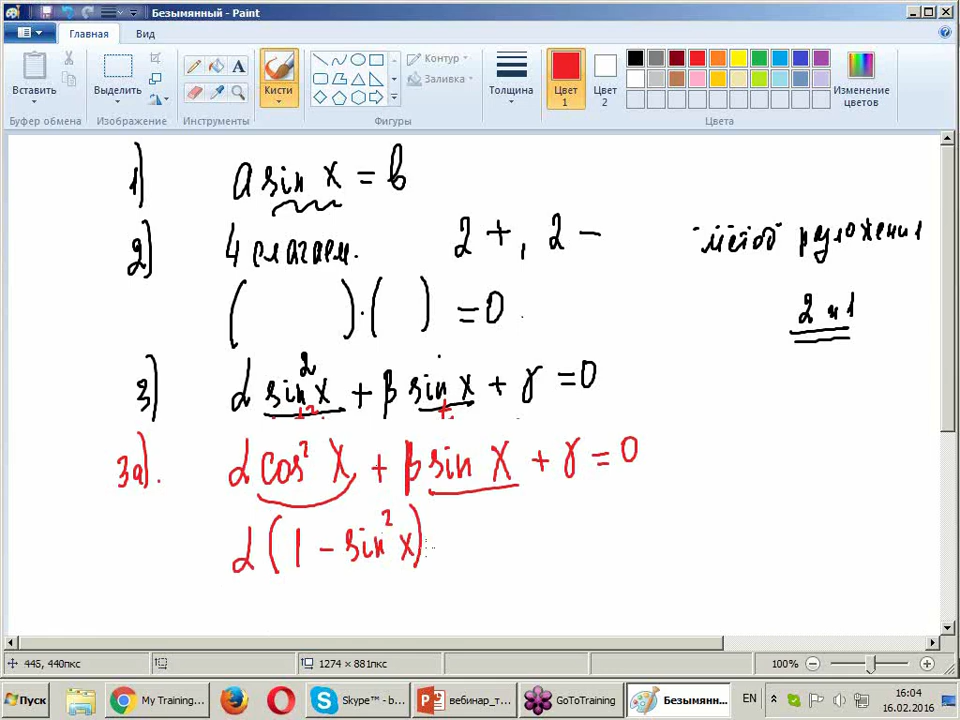 Безымянный - Paint
Главная Вид
Вставить Выделить Кисти Контур Заливка Толщина Цвет 1 Цвет 2 Изменение цветов
Буфер обмена Изображение Инструменты Фигуры Цвета
1) a sin x = b
2) 4 слагаем. 2 +, 2 − метод разложения
( ) · ( ) = 0 2 и 1
3) α sin² x + β sin x + γ = 0
t² t
3а). α cos² x + β sin x + γ = 0
α (1 − sin² x)
445, 440пкс 1274 × 881пкс 100%
Пуск My Training... Skype™ - b... вебинар_т... GoToTraining Безымянн... EN 16:04
16.02.2016